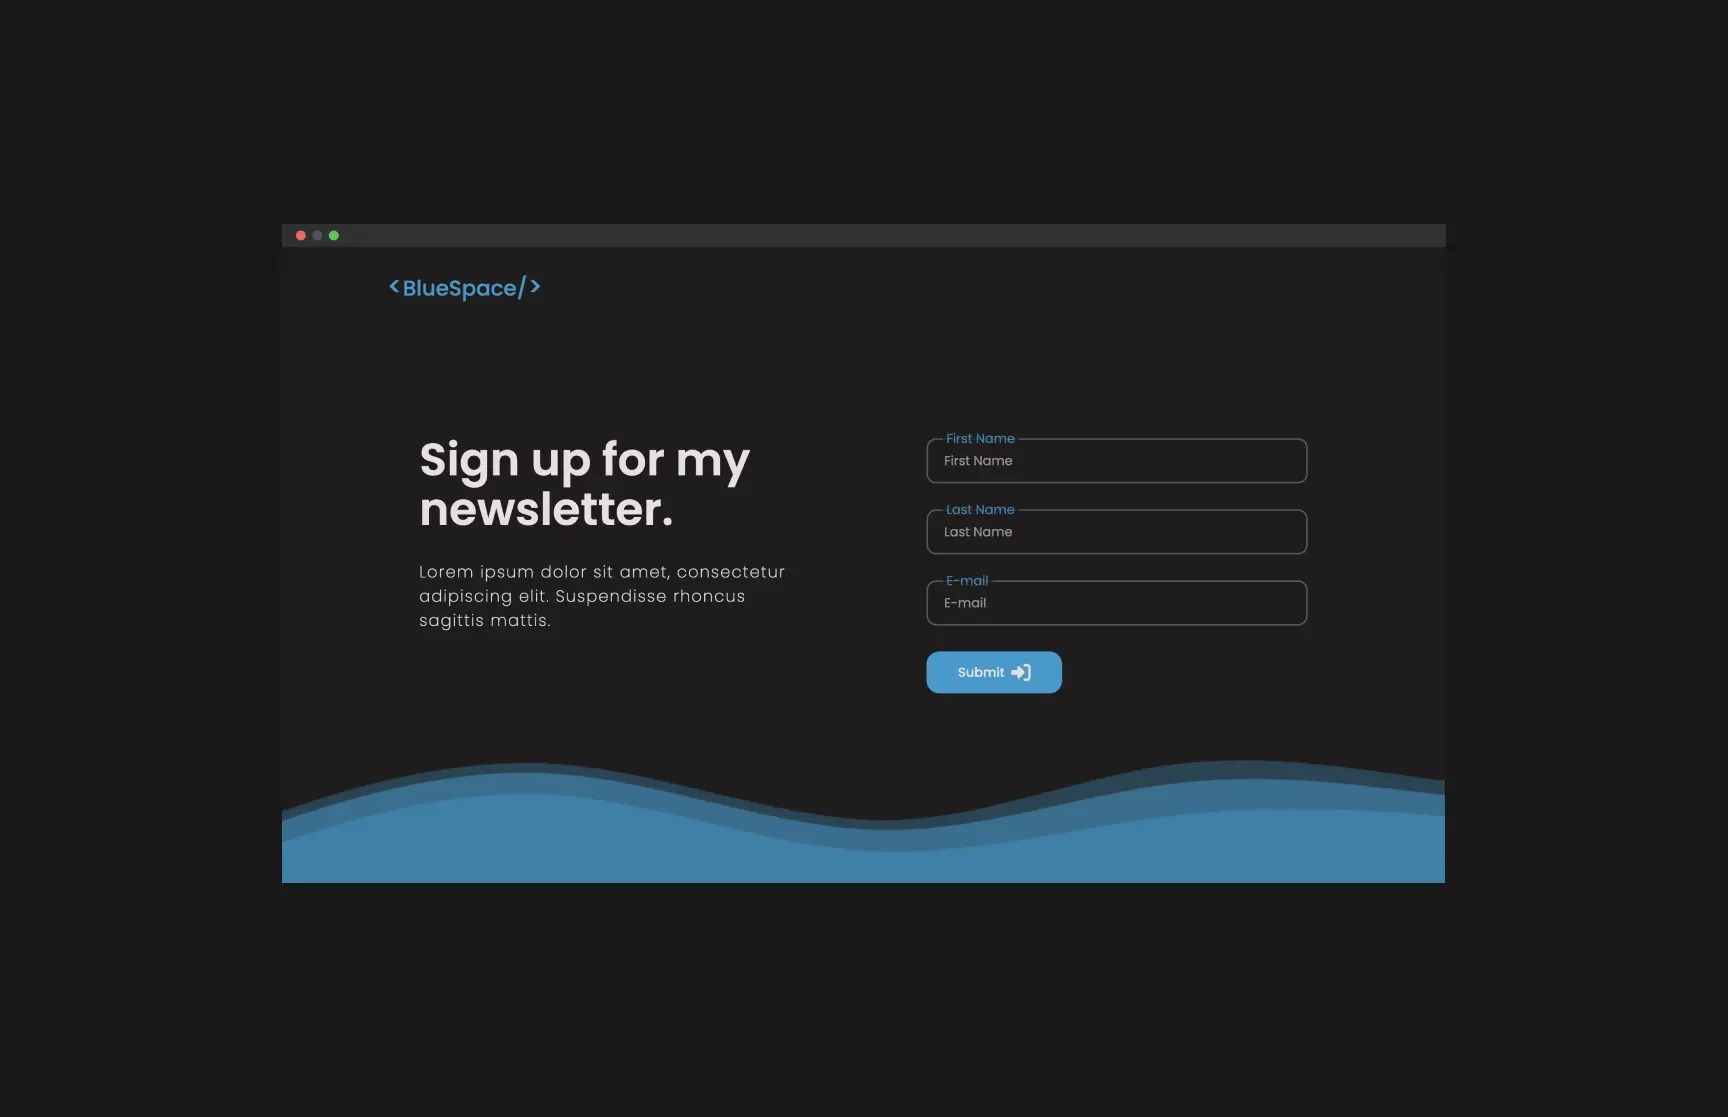 <BlueSpace/>
Sign up for my
newsletter.
Lorem ipsum dolor sit amet, consectetur
adipiscing elit. Suspendisse rhoncus
sagittis mattis.
First Name
First Name
Last Name
Last Name
E-mail
E-mail
Submit